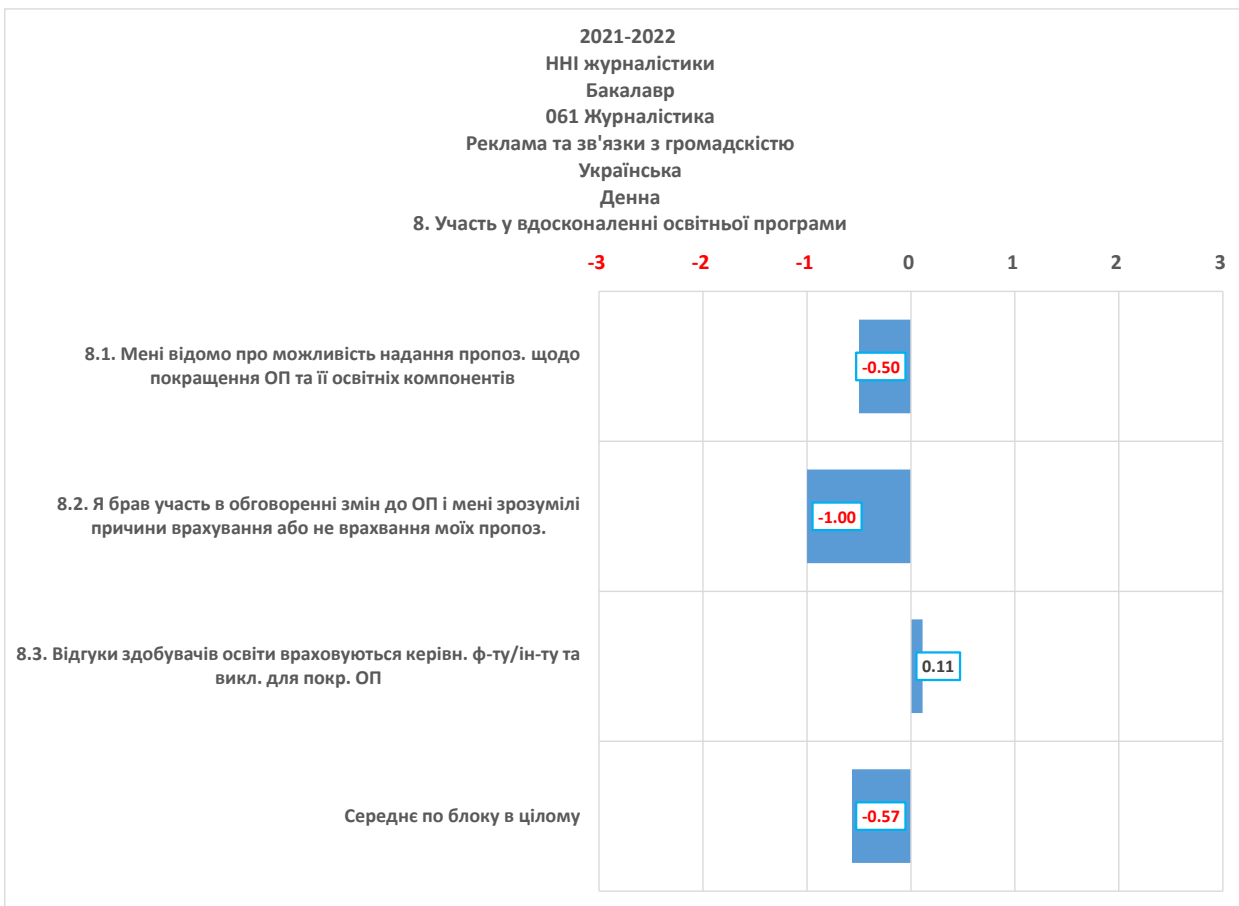 2021-2022
ННІ журналістики
Бакалавр
061 Журналістика
Реклама та зв'язки з громадскістю
Українська
Денна
8. Участь у вдосконаленні освітньої програми
-3 -2 -1 0 1 2 3
8.1. Мені відомо про можливість надання пропоз. щодо
покращення ОП та її освітніх компонентів
-0.50
8.2. Я брав участь в обговоренні змін до ОП і мені зрозумілі
причини врахування або не врахвання моїх пропоз.
-1.00
8.3. Відгуки здобувачів освіти враховуються керівн. ф-ту/ін-ту та
викл. для покр. ОП
0.11
Середнє по блоку в цілому
-0.57